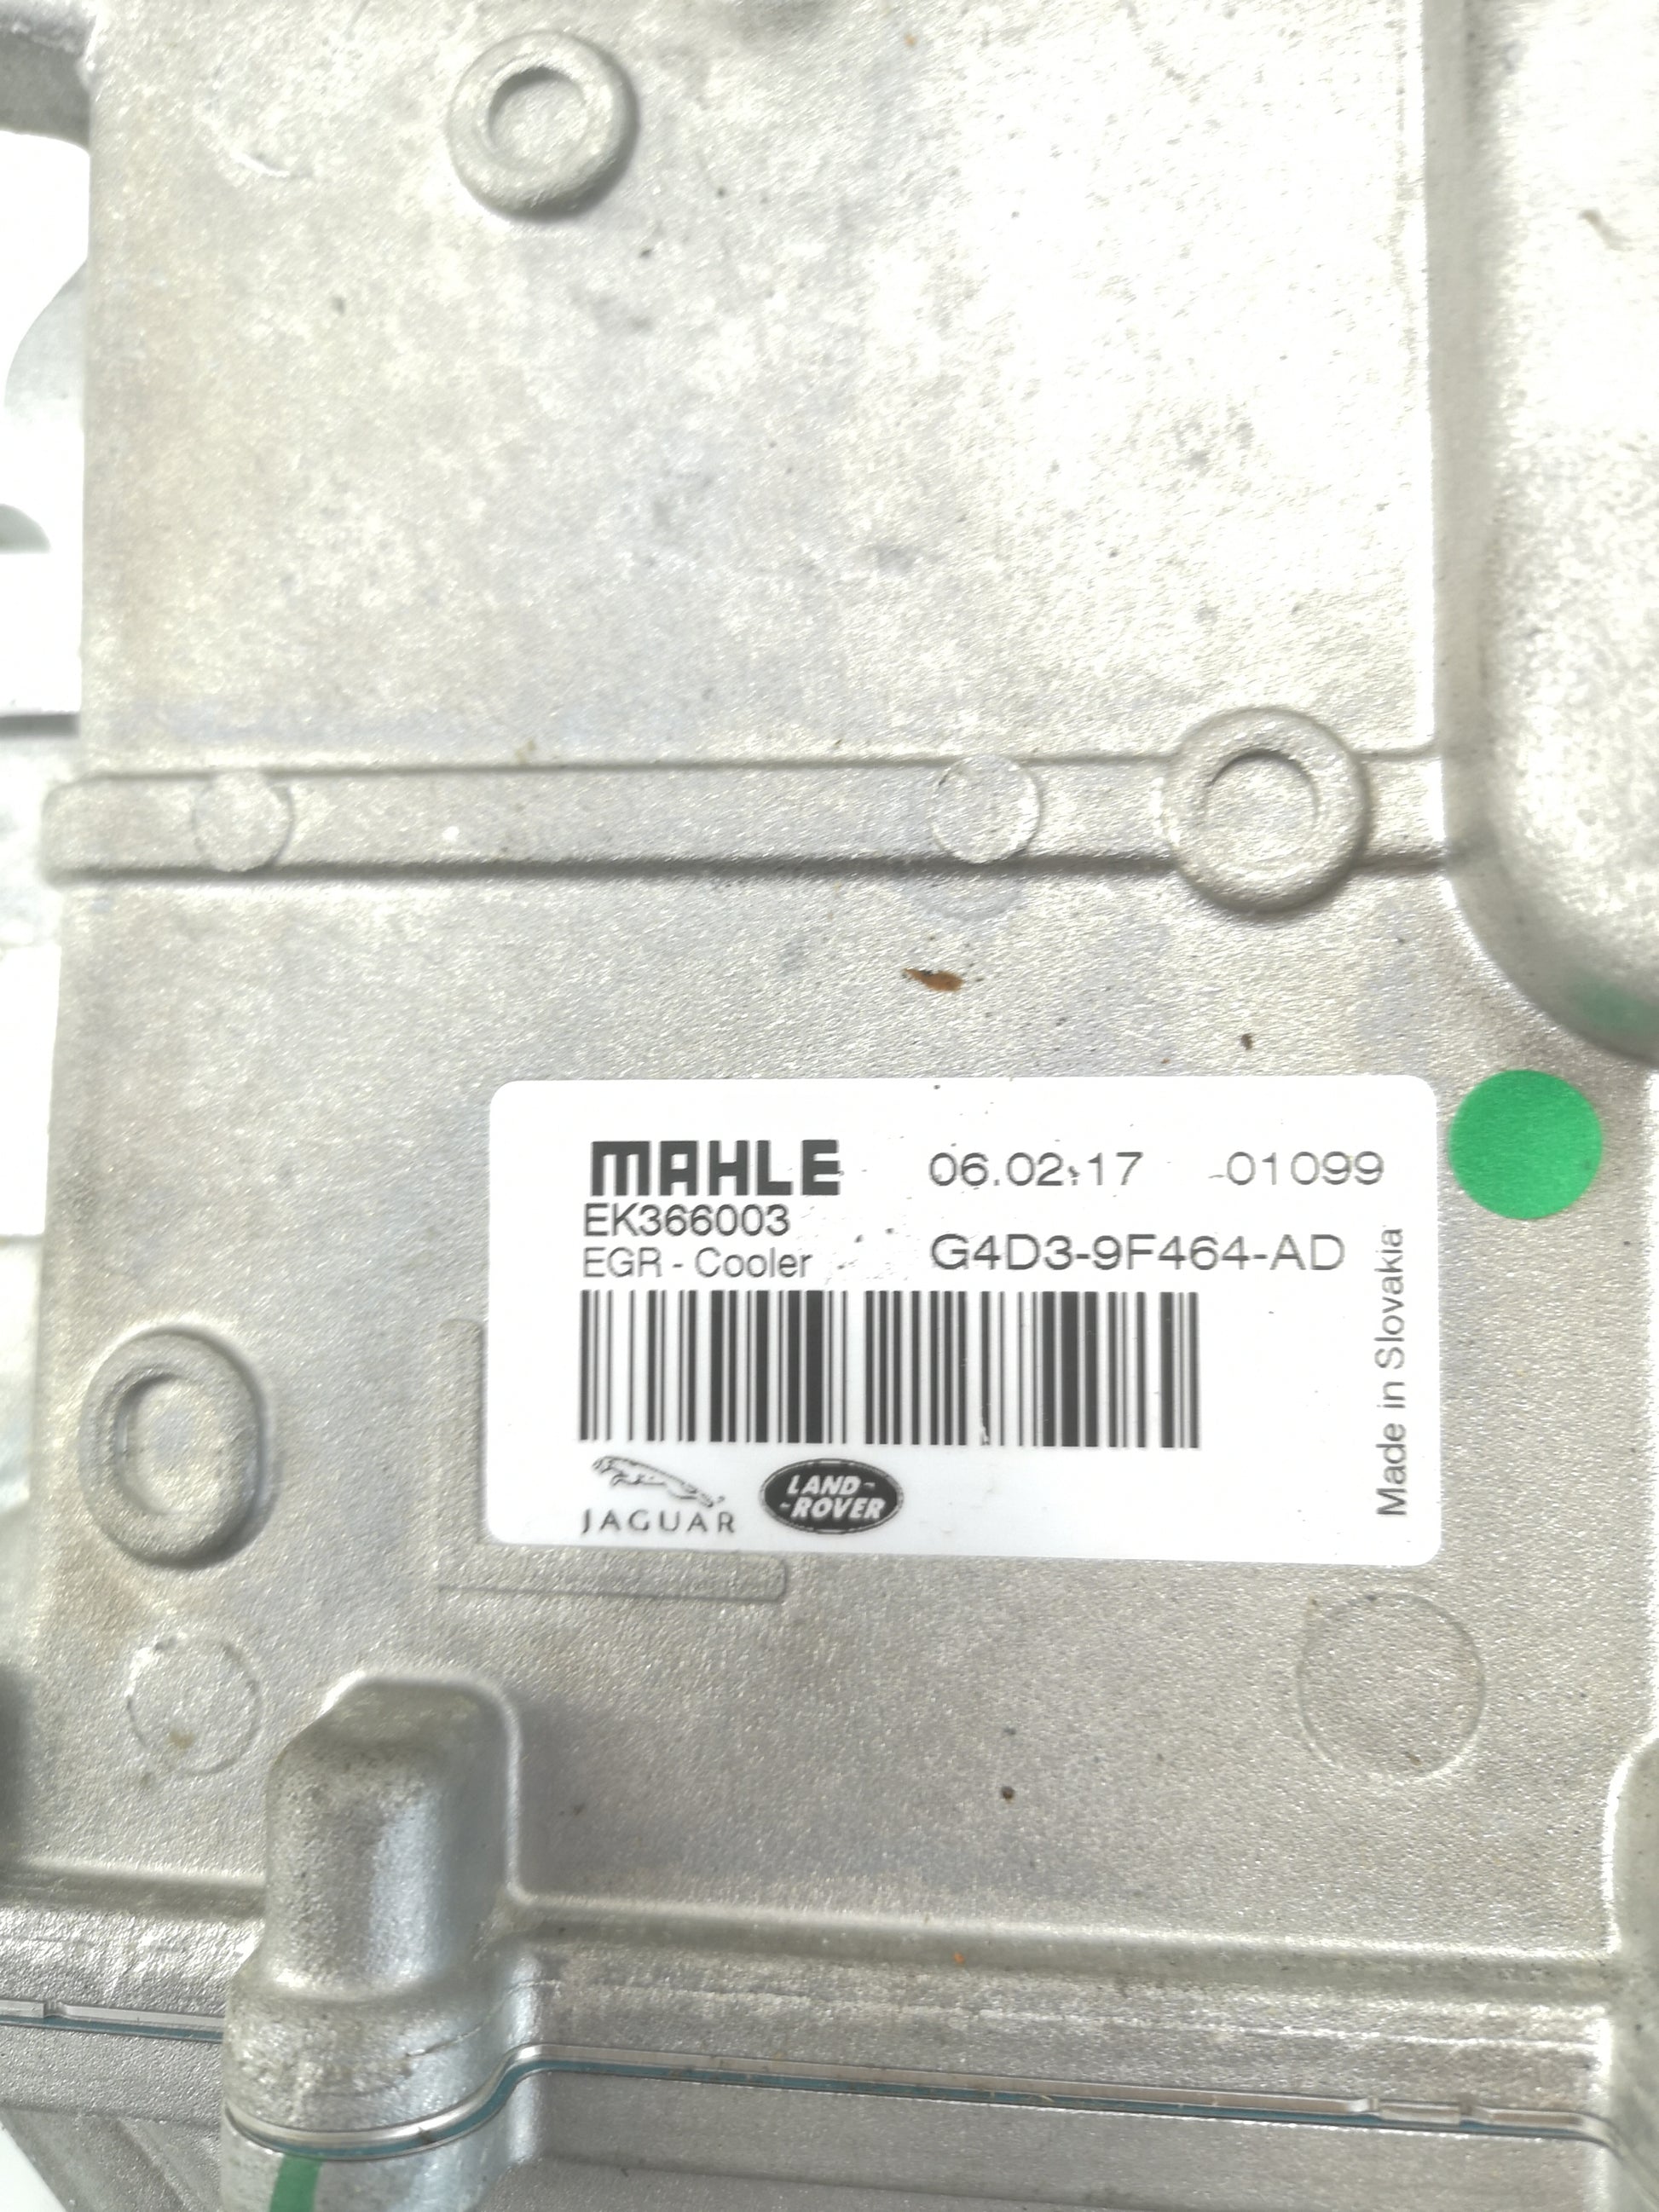 MAHLE 06.02.17 -01099
EK366003
EGR - Cooler G4D3-9F464-AD
JAGUAR
LAND-
-ROVER
Made in Slovakia